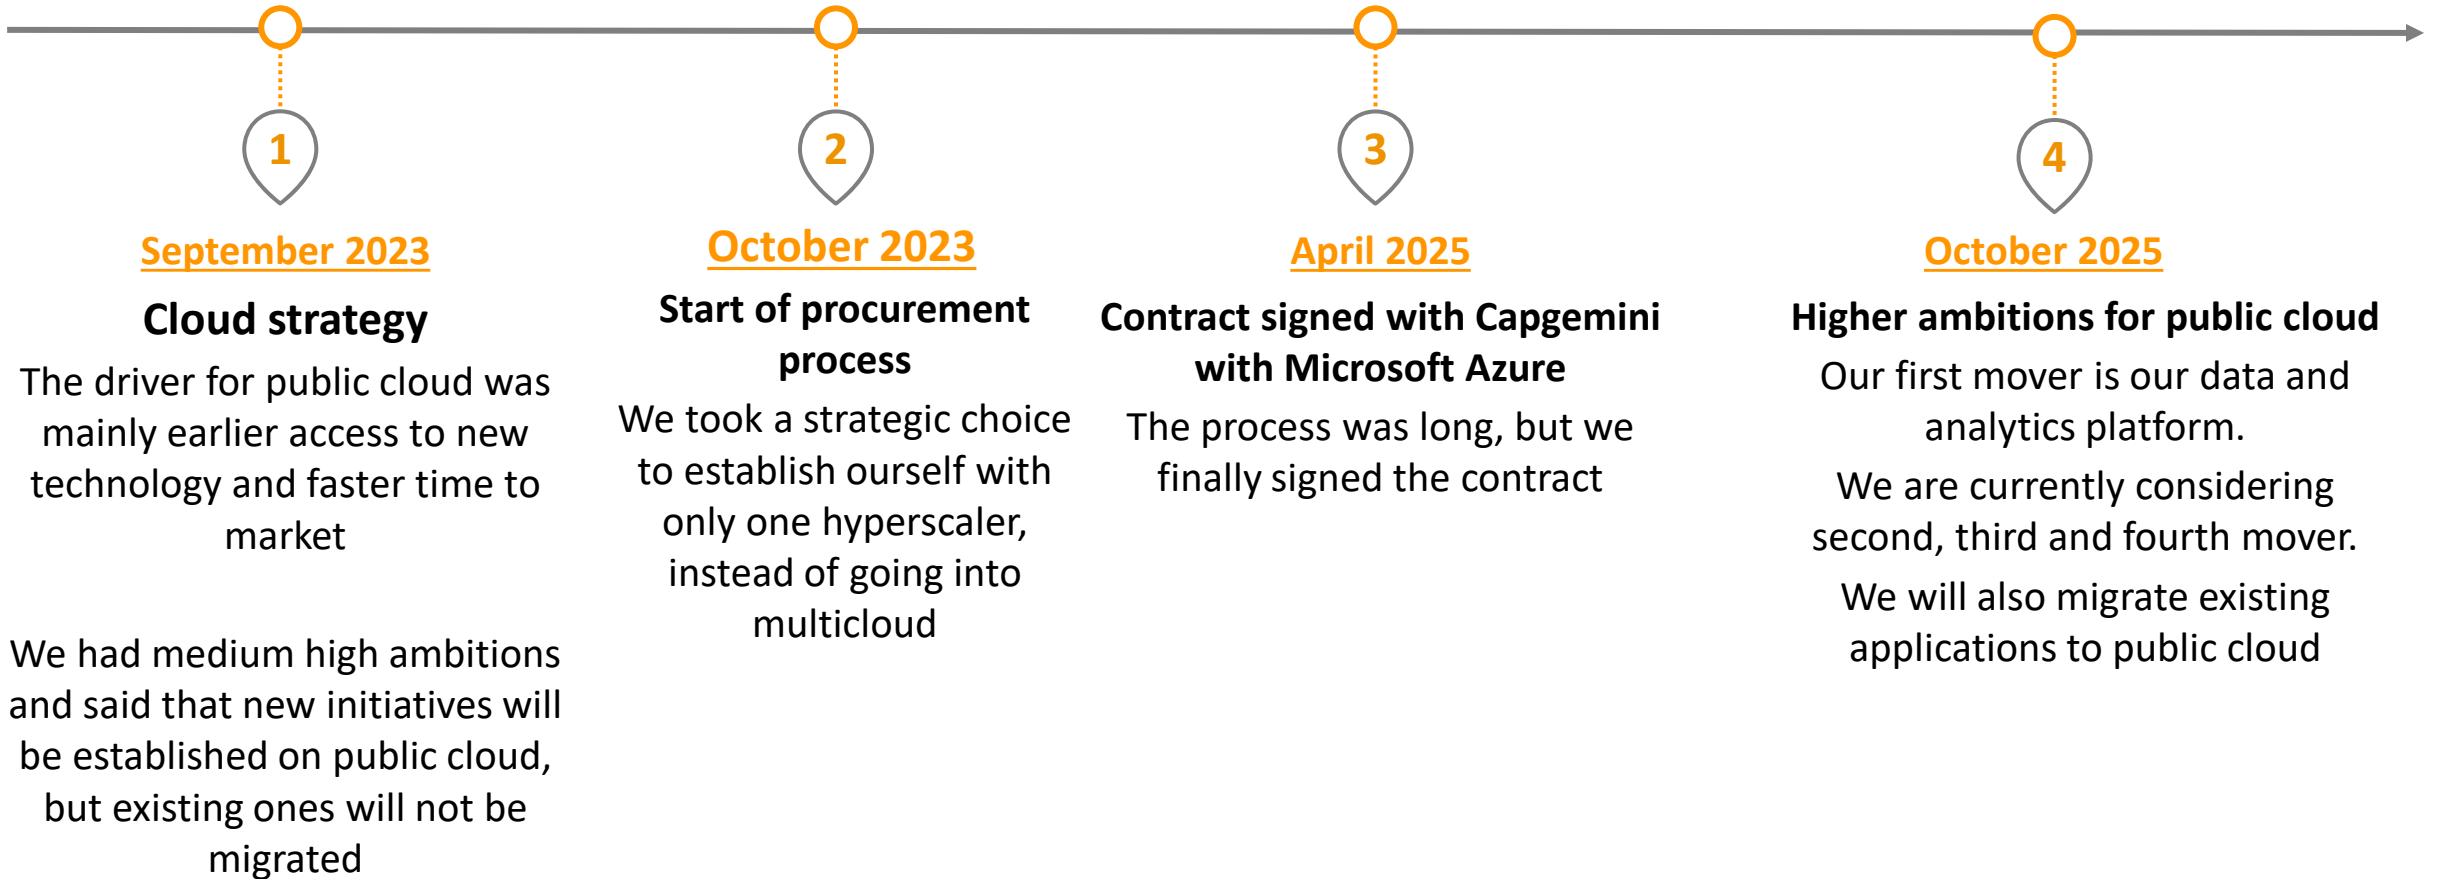 1
September 2023
Cloud strategy
The driver for public cloud was
mainly earlier access to new
technology and faster time to
market
We had medium high ambitions
and said that new initiatives will
be established on public cloud,
but existing ones will not be
migrated
2
October 2023
Start of procurement
process
We took a strategic choice
to establish ourself with
only one hyperscaler,
instead of going into
multicloud
3
April 2025
Contract signed with Capgemini
with Microsoft Azure
The process was long, but we
finally signed the contract
4
October 2025
Higher ambitions for public cloud
Our first mover is our data and
analytics platform.
We are currently considering
second, third and fourth mover.
We will also migrate existing
applications to public cloud